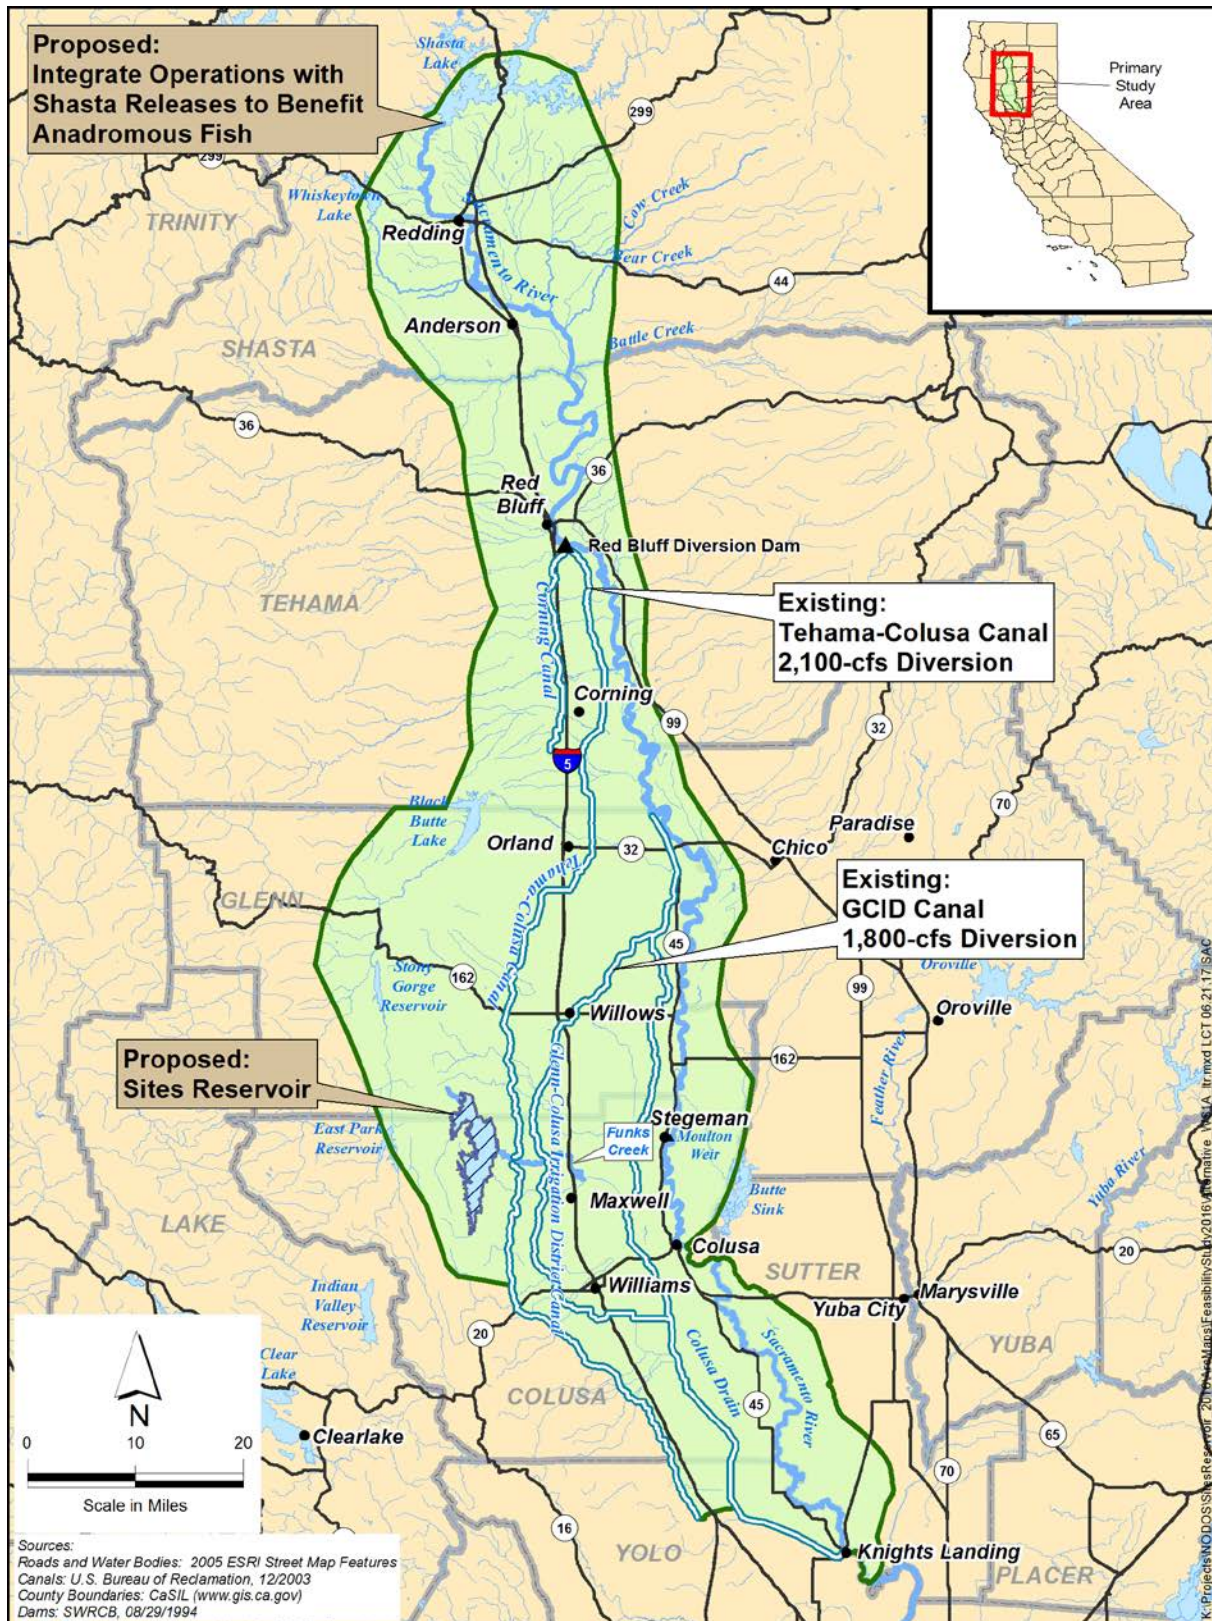 Proposed:
Integrate Operations with
Shasta Releases to Benefit
Anadromous Fish
Shasta
Lake
Primary
Study
Area
299
299
Whiskeytown
Lake
TRINITY
Cow Creek
Redding
Sacramento River
Bear Creek
44
Anderson
SHASTA
Battle Creek
36
36
Red
Bluff
Red Bluff Diversion Dam
Existing:
Tehama-Colusa Canal
2,100-cfs Diversion
TEHAMA
Corning Canal
Corning
99
32
5
70
Black
Butte
Lake
Paradise
Orland
32
Chico
Tehama-Colusa Canal
Existing:
GCID Canal
1,800-cfs Diversion
GLENN
45
Stony
Gorge
Reservoir
162
Oroville
99
Willows
Oroville
Feather River
Proposed:
Sites Reservoir
162
Glenn-Colusa Irrigation District Canal
East Park
Reservoir
Stegeman
Funks
Creek
Moulton
Weir
Butte
Sink
Yuba River
Maxwell
LAKE
Colusa
20
SUTTER
Indian
Valley
Reservoir
Williams
Marysville
Yuba City
20
YUBA
Clear
Lake
Colusa Drain
Sacramento River
COLUSA
45
N
Clearlake
65
0 10 20
Scale in Miles
70
16
YOLO
Knights Landing
PLACER
Sources:
Roads and Water Bodies: 2005 ESRI Street Map Features
Canals: U.S. Bureau of Reclamation, 12/2003
County Boundaries: CaSIL (www.gis.ca.gov)
Dams: SWRCB, 08/29/1994